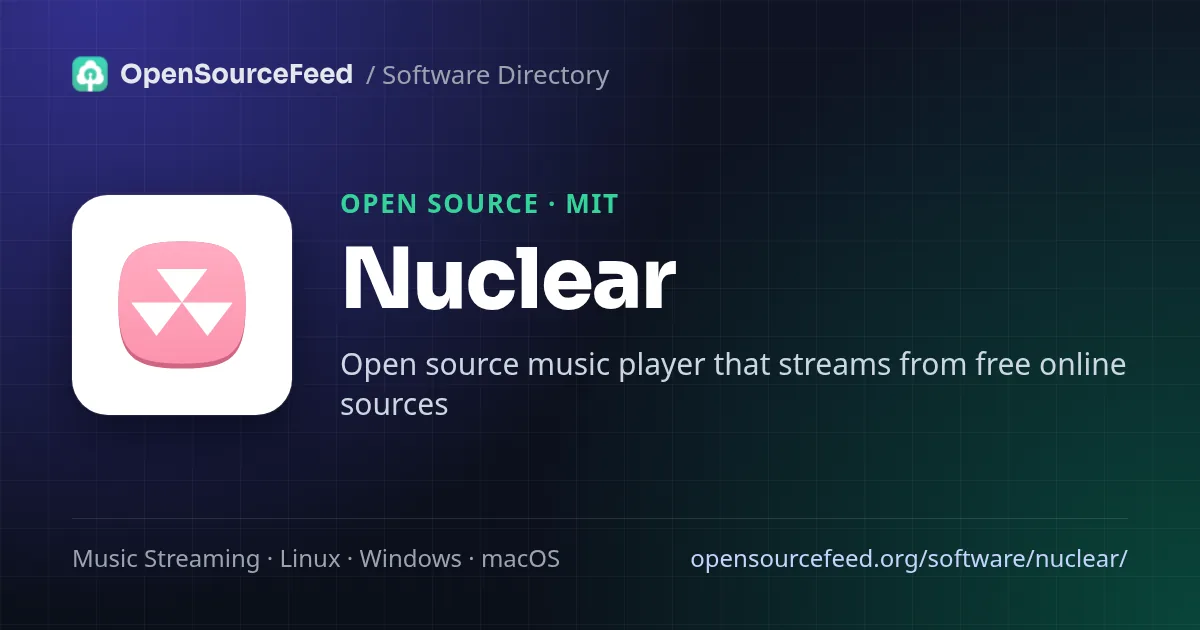 OpenSourceFeed / Software Directory
OPEN SOURCE · MIT
Nuclear
Open source music player that streams from free online
sources
Music Streaming · Linux · Windows · macOS
opensourcefeed.org/software/nuclear/